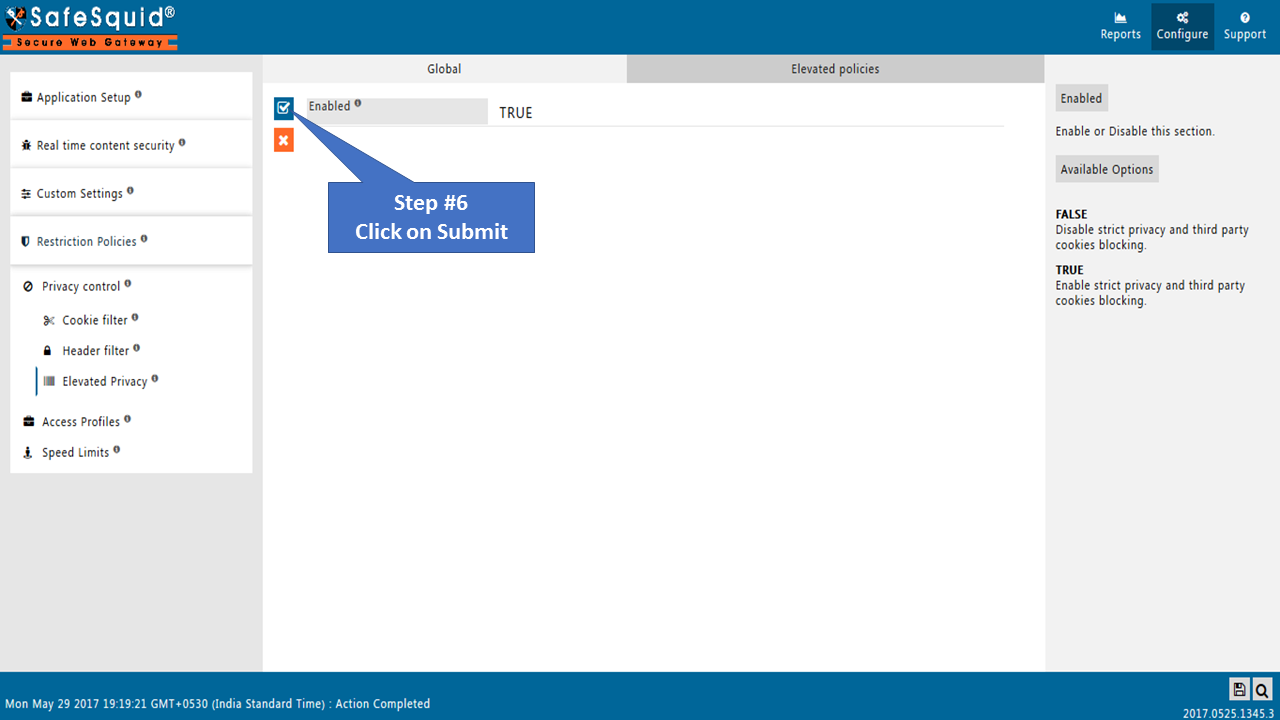 SafeSquid®
Secure Web Gateway
Reports
Configure
Support
Application Setup
Real time content security
Custom Settings
Restriction Policies
Privacy control
Cookie filter
Header filter
Elevated Privacy
Access Profiles
Speed Limits
Global
Elevated policies
Enabled
TRUE
Step #6
Click on Submit
Enabled
Enable or Disable this section.
Available Options
FALSE
Disable strict privacy and third party
cookies blocking.
TRUE
Enable strict privacy and third party
cookies blocking.
Mon May 29 2017 19:19:21 GMT+0530 (India Standard Time) : Action Completed
2017.0525.1345.3